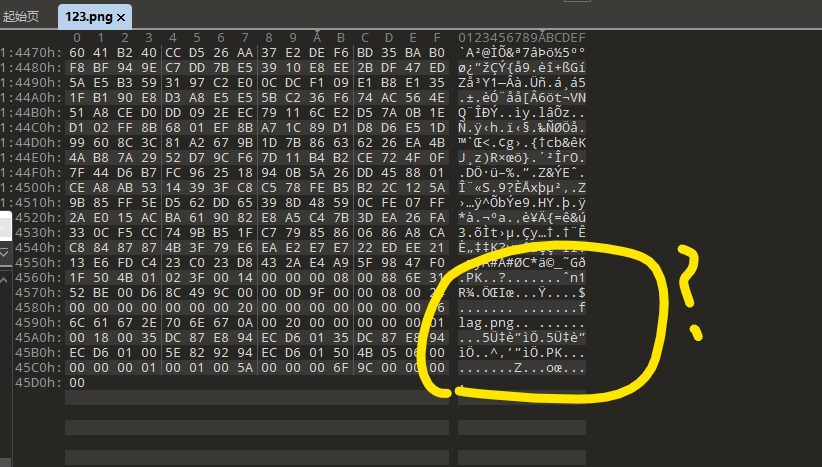 起始页 123.png ×
0 1 2 3 4 5 6 7 8 9 A B C D E F 0123456789ABCDEF
1:4470h: 60 41 B2 40 CC D5 26 AA 37 E2 DE F6 BD 35 BA B0 `A²@ÌÕ&ª7âÞö½5º°
1:4480h: F8 BF 94 9E C7 DD 7B E5 39 10 E8 EE 2B DF 47 ED ø¿”žÇÝ{å9.èî+ßGí
1:4490h: 5A E5 B3 59 31 97 C2 E0 0C DC F1 09 E1 B8 E1 35 Zå³Y1—Âà.Üñ.á¸á5
1:44A0h: 1F B1 90 E8 D3 A8 E5 E5 5B C2 36 F6 74 AC 56 4E .±.èÓ¨åå[Â6öt¬VN
1:44B0h: 51 A8 CE D0 DD 09 2E EC 79 11 6C E2 D5 7A 0B 1E Q¨ÎÐÝ..ìy.lâÕz..
1:44C0h: D1 02 FF 8B 68 01 EF 8B A7 1C 89 D1 D8 D6 E5 1D Ñ.ÿ‹h.ï‹§.‰ÑØÖå.
1:44D0h: 99 60 8C 3C 81 A2 67 9B 1D 7B 86 63 62 26 EA 4B ™`Œ<.¢g›.{†cb&êK
1:44E0h: 4A B8 7A 29 52 D7 9C F6 7D 11 B4 B2 CE 72 4F 0F J¸z)R×œö}.´²ÎrO.
1:44F0h: 7F 44 D6 B7 FC 96 25 18 94 0B 5A 26 DD 45 88 01 .DÖ·ü–%.”.Z&ÝEˆ.
1:4500h: CE A8 AB 53 14 39 3F C8 C5 78 FE B5 B2 2C 12 5A Î¨«S.9?ÈÅxþµ²,.Z
1:4510h: 9B 85 FF 5E D5 62 DD 65 39 8D 48 59 0C FE 07 FF ›…ÿ^ÕbÝe9.HY.þ.ÿ
1:4520h: 2A E0 15 AC BA 61 90 82 E8 A5 C4 7B 3D EA 26 FA *à.¬ºa.‚è¥Ä{=ê&ú
1:4530h: 33 0C F5 CC 74 9B B5 1F C7 79 85 86 06 86 A8 CA 3.õÌt›µ.Çy…†.†¨Ê
1:4540h: C8 84 87 87 4B 3F 79 E6 EA E2 E7 E7 22 ED EE 21 È„‡‡K?
1:4550h: 13 E6 FD C4 23 C0 23 D8 43 2A E4 A9 5F 98 47 F0 ýÄ#À#ØC*ä©_˜Gð
1:4560h: 1F 50 4B 01 02 3F 00 14 00 00 00 08 00 88 6E 31 .PK..?.......ˆn1
1:4570h: 52 BE 00 D6 8C 49 9C 00 00 D9 9F 00 00 08 00 24 R¾.ÖŒIœ..ÙŸ....$
1:4580h: 00 00 00 00 00 00 00 20 00 00 00 00 00 00 00 66 ....... .......f
1:4590h: 6C 61 67 2E 70 6E 67 0A 00 20 00 00 00 00 00 01 lag.png.. ......
1:45A0h: 00 18 00 35 DC 87 E8 94 EC D6 01 35 DC 87 E8 94 ...5Ü‡è”ìÖ.5Ü‡è”
1:45B0h: EC D6 01 00 5E 82 92 94 EC D6 01 50 4B 05 06 00 ìÖ..^‚’”ìÖ.PK...
1:45C0h: 00 00 00 01 00 01 00 5A 00 00 00 6F 9C 00 00 00 .......Z...oœ...
1:45D0h: 00